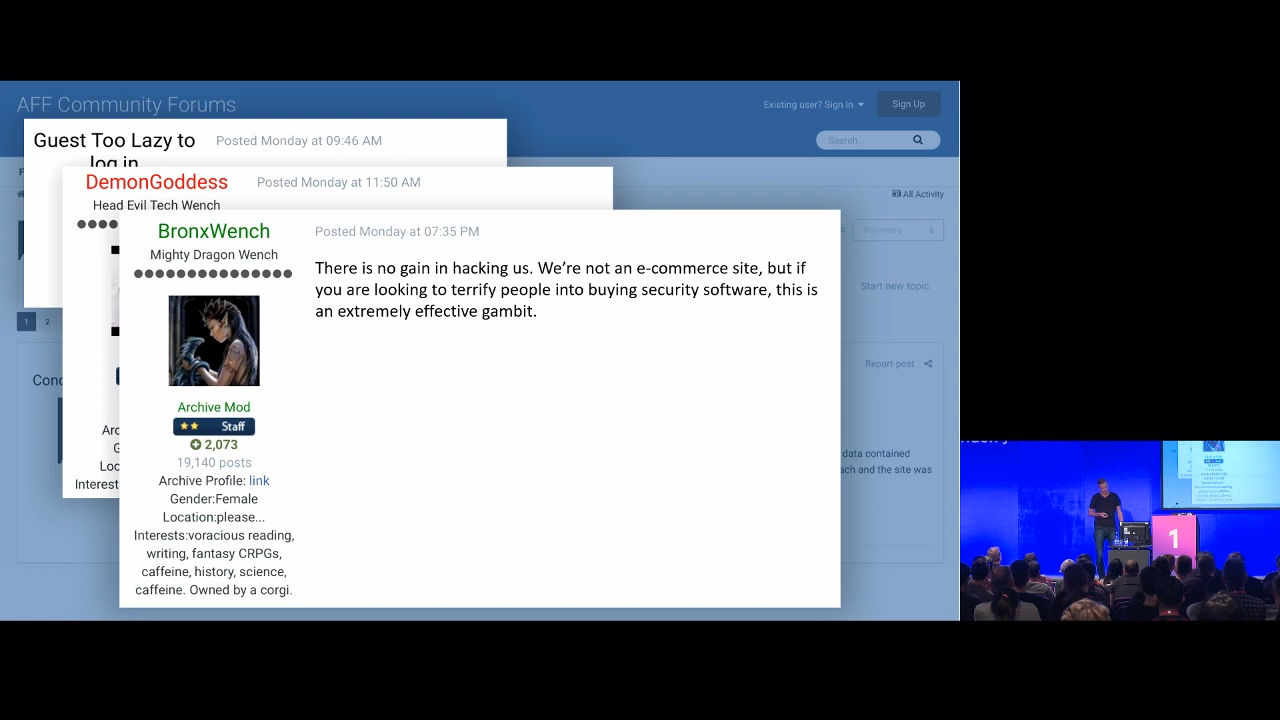 AFF Community Forums
Existing user? Sign In
Sign Up
Search...
All Activity
Followers
Start new topic
Guest Too Lazy to
log in
Posted Monday at 09:46 AM
DemonGoddess
Posted Monday at 11:50 AM
Head Evil Tech Wench
BronxWench
Posted Monday at 07:35 PM
Mighty Dragon Wench
There is no gain in hacking us. We're not an e-commerce site, but if
you are looking to terrify people into buying security software, this is
an extremely effective gambit.
1 2
Report post
Archive Mod
Staff
2,073
19,140 posts
Archive Profile: link
Gender:Female
Location:please...
Interests:voracious reading,
writing, fantasy CRPGs,
caffeine, history, science,
caffeine. Owned by a corgi.
Interest
data contained
ach and the site was
1